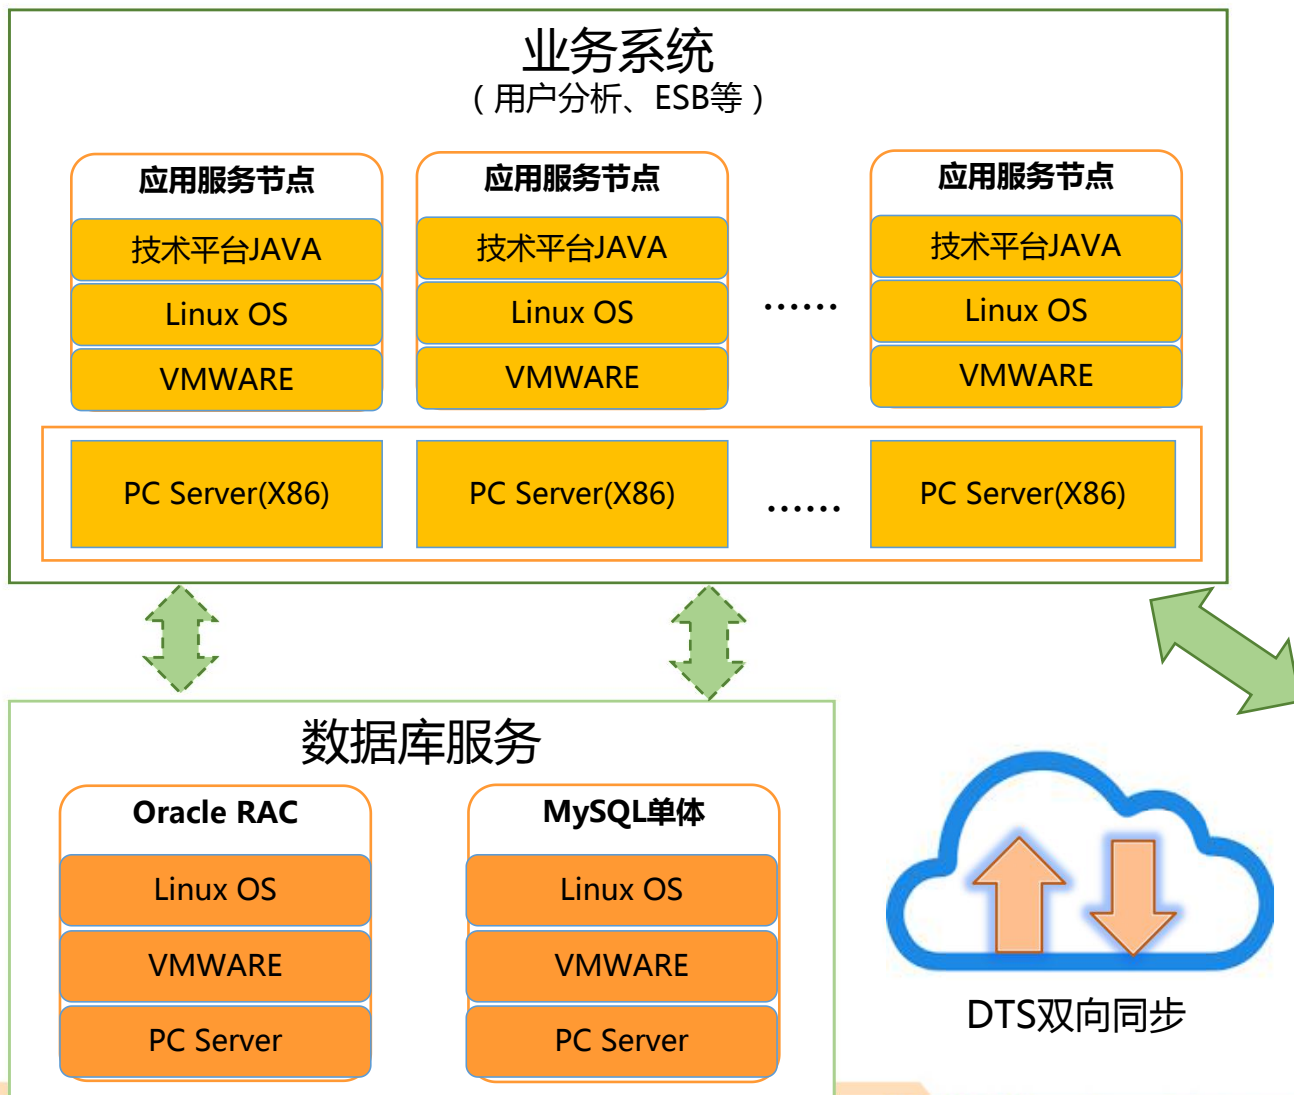 业务系统
（用户分析、ESB等）
应用服务节点 应用服务节点 应用服务节点
技术平台JAVA 技术平台JAVA 技术平台JAVA
Linux OS Linux OS …… Linux OS
VMWARE VMWARE VMWARE
PC Server(X86) PC Server(X86) …… PC Server(X86)
数据库服务
Oracle RAC MySQL单体
Linux OS Linux OS
VMWARE VMWARE
PC Server PC Server
DTS双向同步